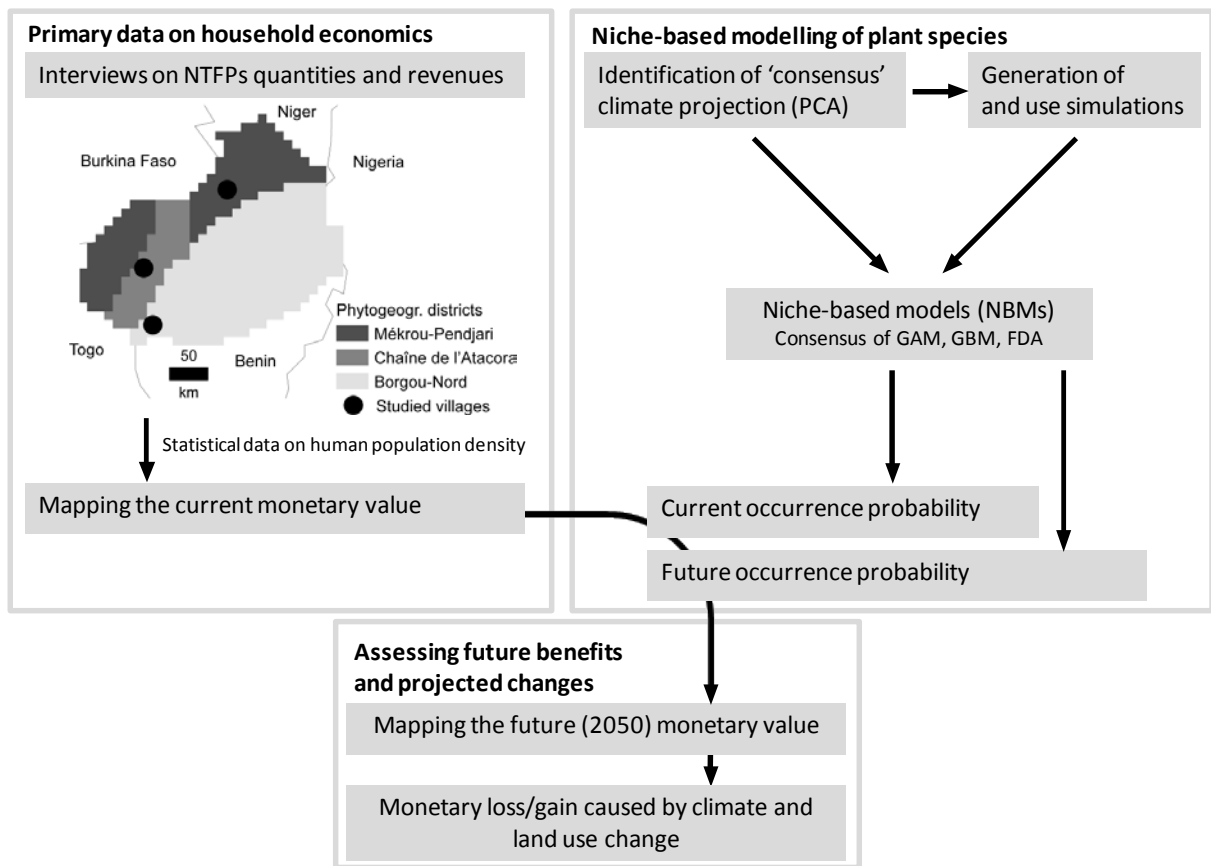 Primary data on household economics
Interviews on NTFPs quantities and revenues
Niger
Burkina Faso
Nigeria
Phytogeogr. districts
Mékrou-Pendjari
Chaîne de l'Atacora
Borgou-Nord
Studied villages
Togo
50
km
Benin
Statistical data on human population density
Mapping the current monetary value
Niche-based modelling of plant species
Identification of ‘consensus’
climate projection (PCA)
Generation of
and use simulations
Niche-based models (NBMs)
Consensus of GAM, GBM, FDA
Current occurrence probability
Future occurrence probability
Assessing future benefits
and projected changes
Mapping the future (2050) monetary value
Monetary loss/gain caused by climate and
land use change